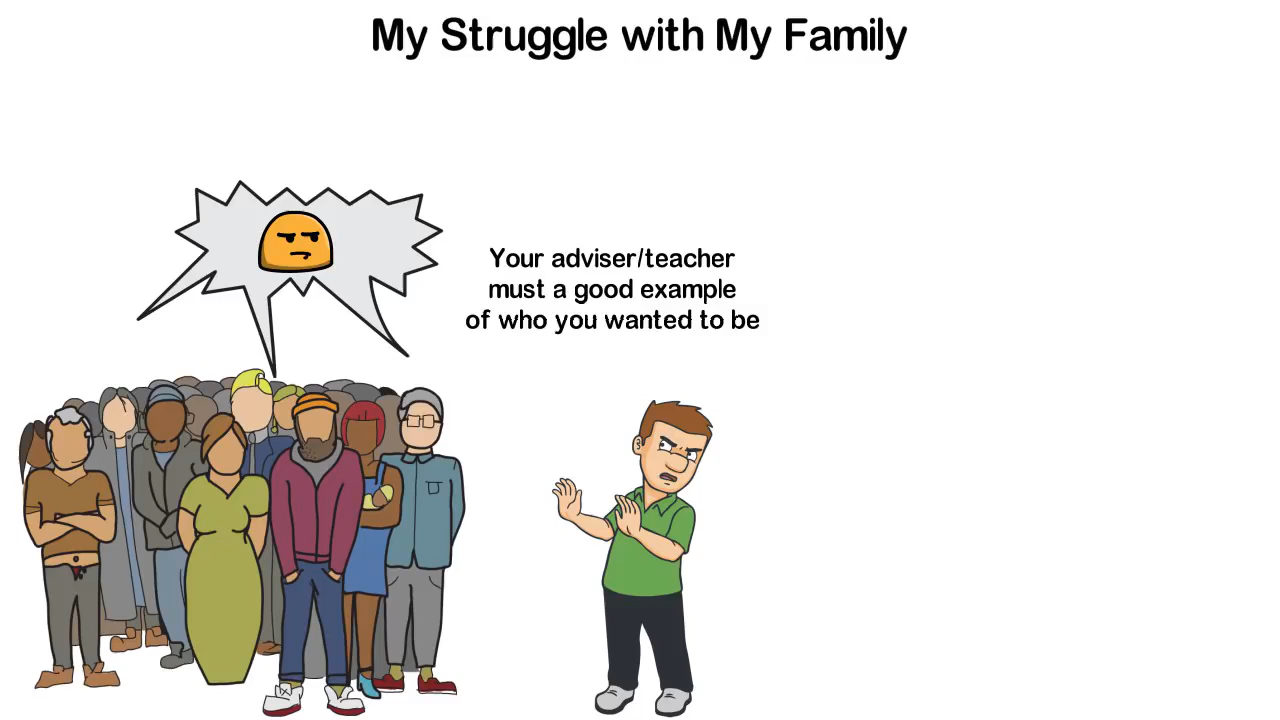 My Struggle with My Family
Your adviser/teacher
must a good example
of who you wanted to be